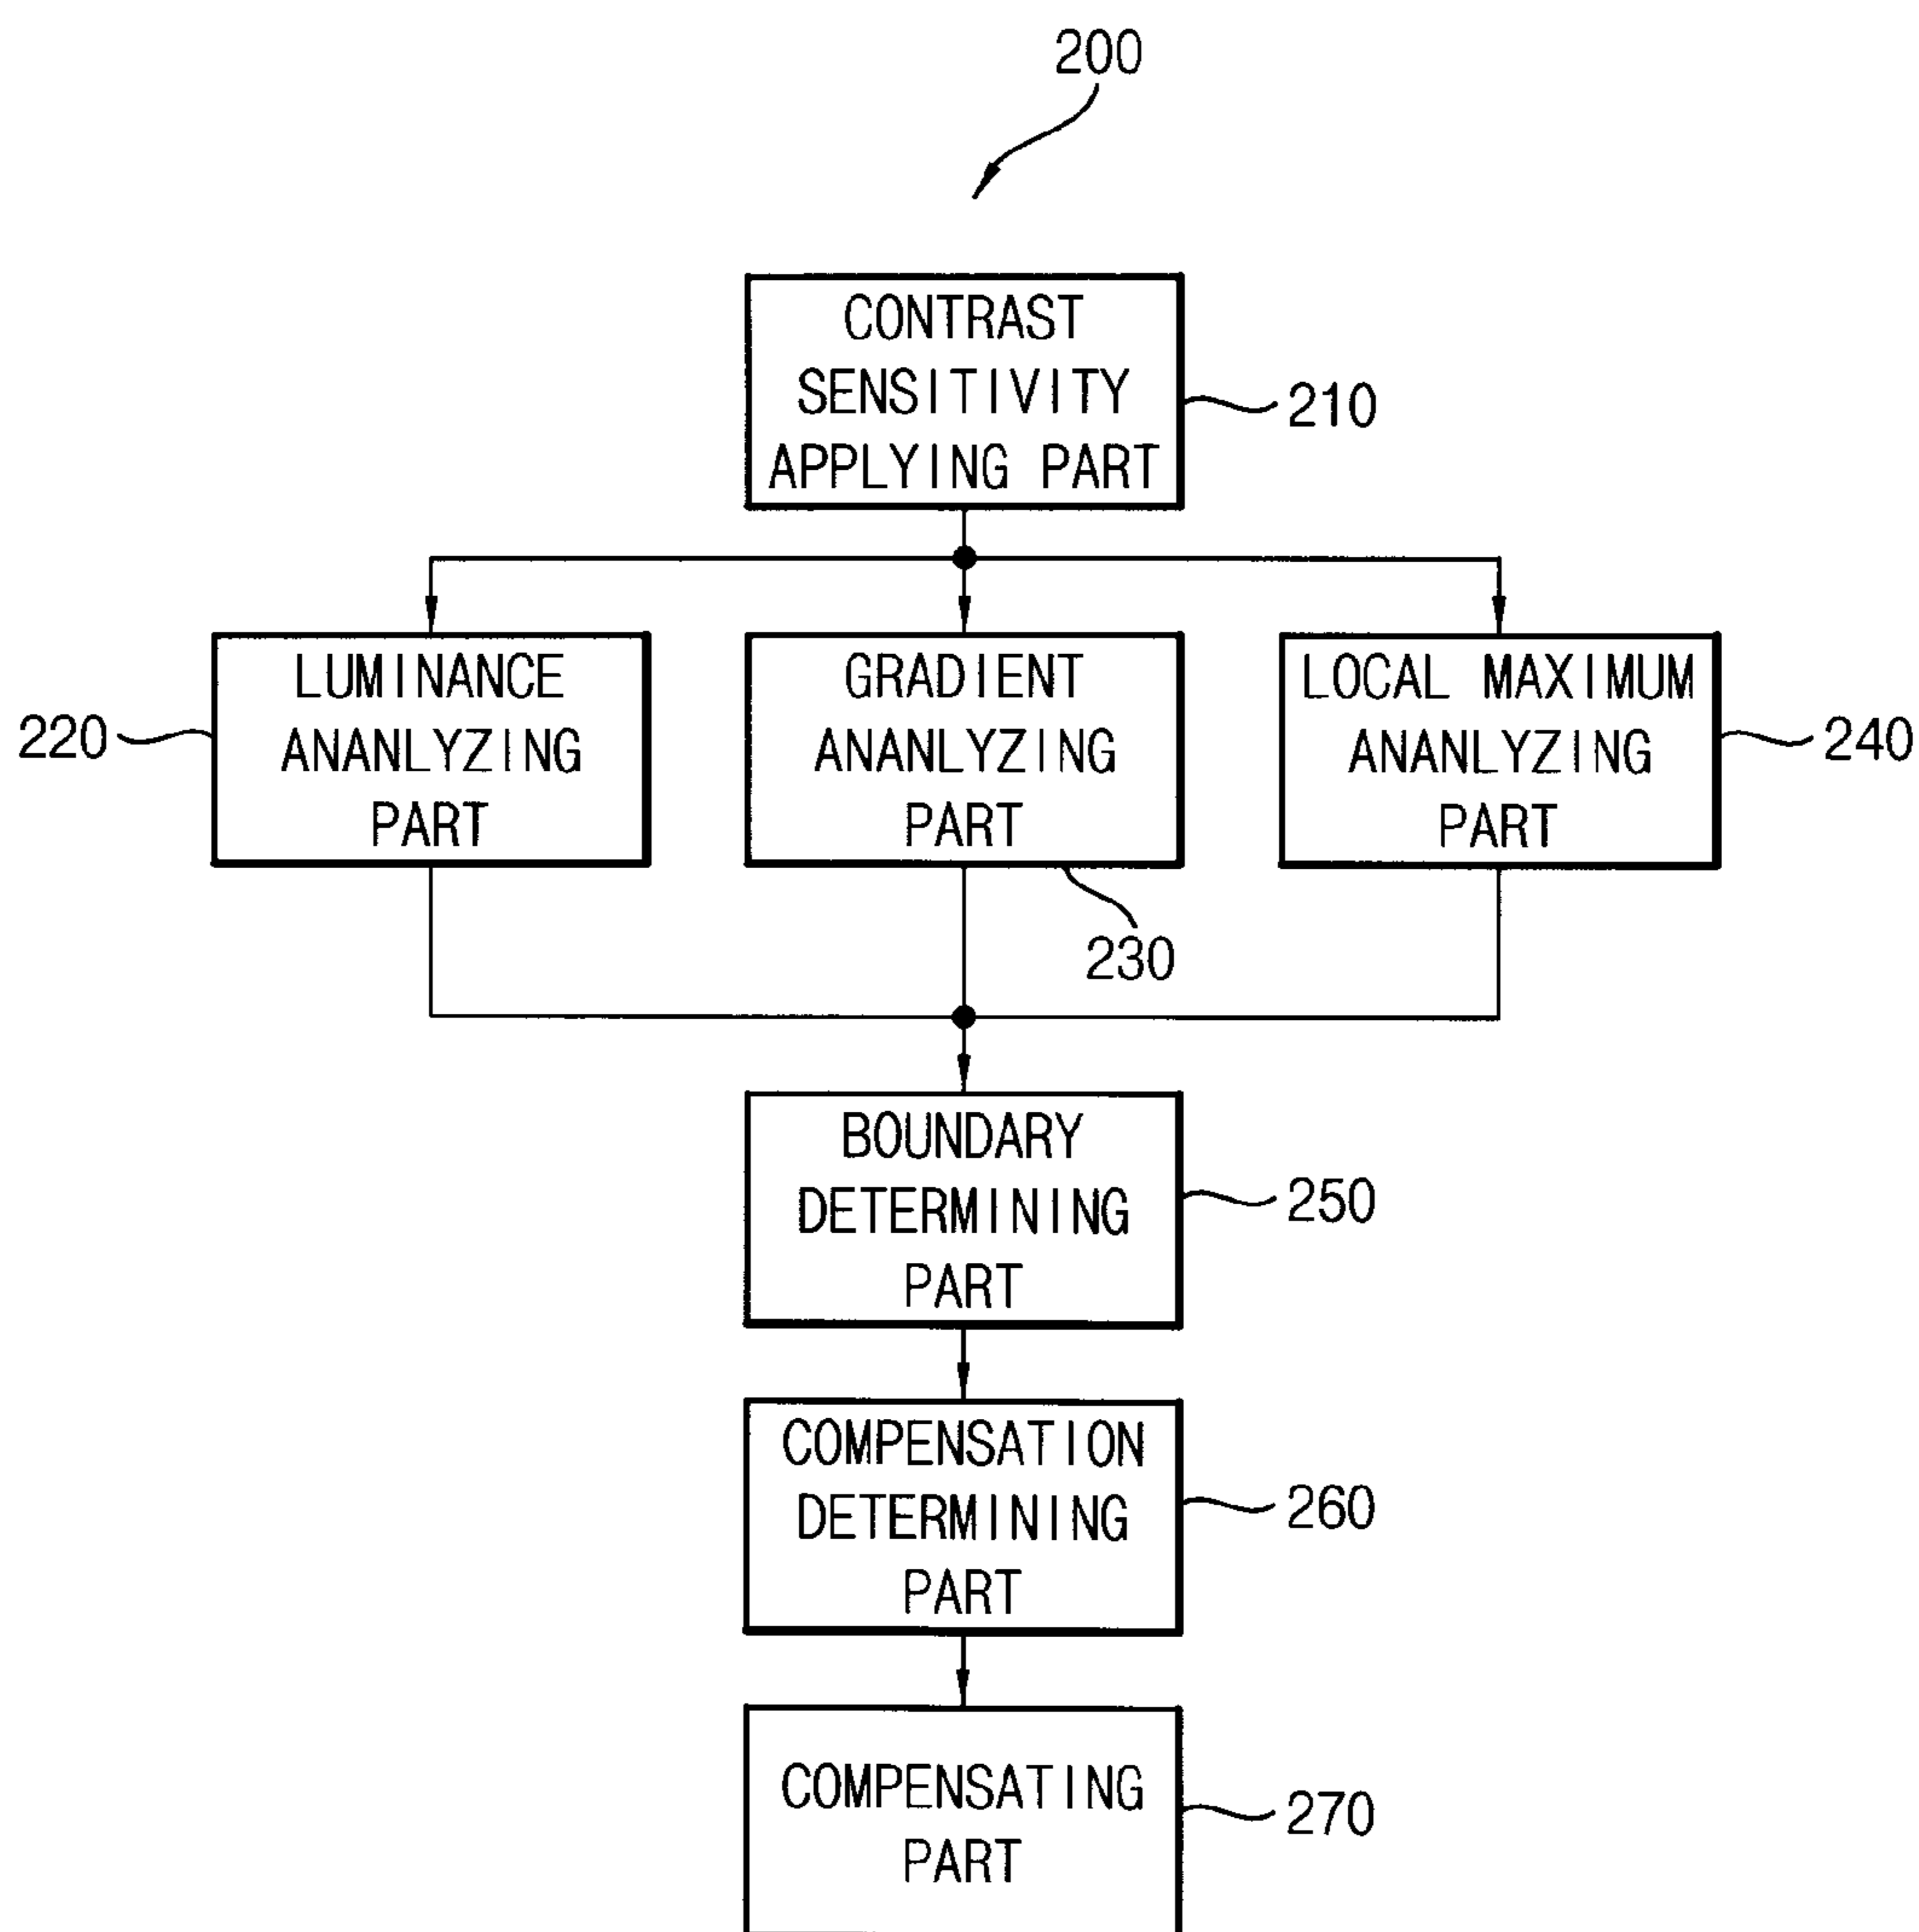 200
CONTRAST
SENSITIVITY
APPLYING PART
210
LUMINANCE
ANANLYZING
PART
220
GRADIENT
ANANLYZING
PART
230
LOCAL MAXIMUM
ANANLYZING
PART
240
BOUNDARY
DETERMINING
PART
250
COMPENSATION
DETERMINING
PART
260
COMPENSATING
PART
270